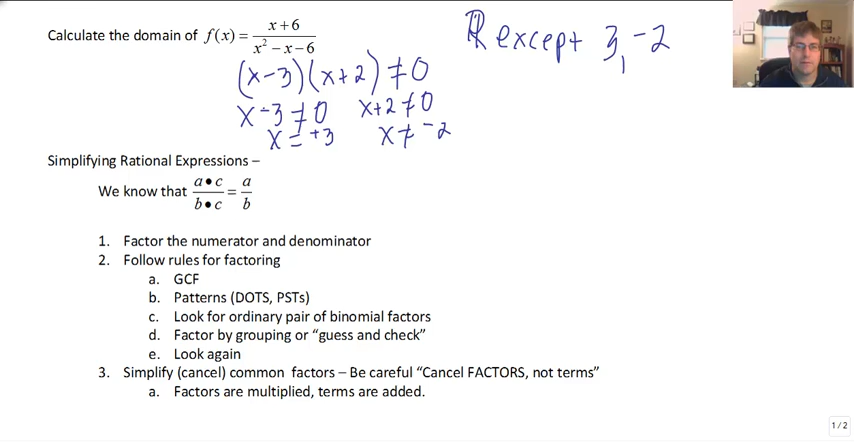 Calculate the domain of f(x) = (x+6)/(x² − x − 6)
ℝ except 3, -2
(x-3)(x+2) ≠ 0
x-3 ≠ 0 x+2 ≠ 0
x = +3 x ≠ -2
Simplifying Rational Expressions –
We know that (a•c)/(b•c) = a/b
1. Factor the numerator and denominator
2. Follow rules for factoring
a. GCF
b. Patterns (DOTS, PSTs)
c. Look for ordinary pair of binomial factors
d. Factor by grouping or “guess and check”
e. Look again
3. Simplify (cancel) common factors – Be careful “Cancel FACTORS, not terms”
a. Factors are multiplied, terms are added.
1 / 2